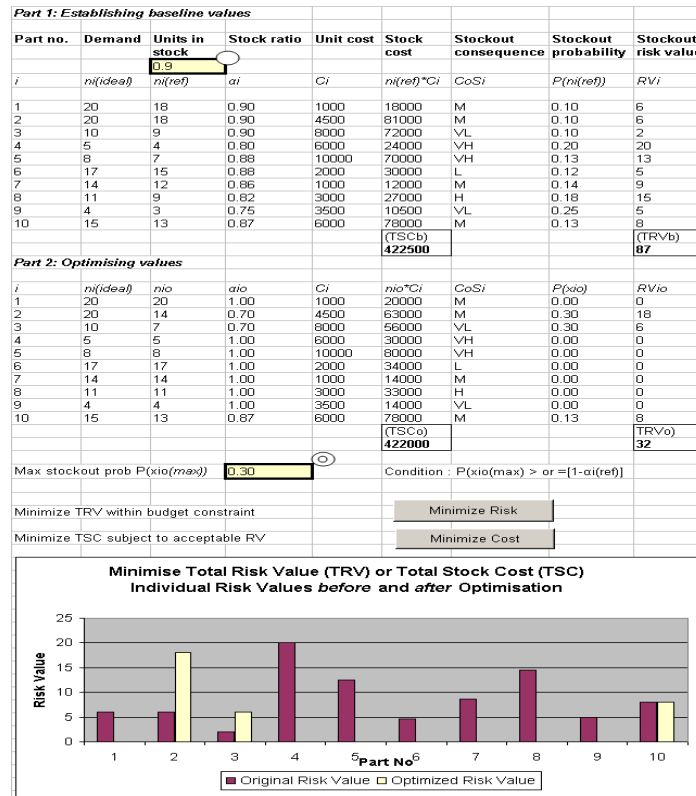 Part 1: Establishing baseline values
Part no. Demand Units in stock Stock ratio Unit cost Stock cost Stockout consequence Stockout probability Stockout risk value
0.9
i ni(ideal) ni(ref) αi Ci ni(ref)*Ci CoSi P(ni(ref)) RVi
1 20 18 0.90 1000 18000 M 0.10 6
2 20 18 0.90 4500 81000 M 0.10 6
3 10 9 0.90 8000 72000 VL 0.10 2
4 5 4 0.80 6000 24000 VH 0.20 20
5 8 7 0.88 10000 70000 VH 0.13 13
6 17 15 0.88 2000 30000 L 0.12 5
7 14 12 0.86 1000 12000 M 0.14 9
8 11 9 0.82 3000 27000 H 0.18 15
9 4 3 0.75 3500 10500 VL 0.25 5
10 15 13 0.87 6000 78000 M 0.13 8
(TSCb) (TRVb)
422500 87
Part 2: Optimising values
i ni(ideal) nio αio Ci nio*Ci CoSi P(xio) RVio
1 20 20 1.00 1000 20000 M 0.00 0
2 20 14 0.70 4500 63000 M 0.30 18
3 10 7 0.70 8000 56000 VL 0.30 6
4 5 5 1.00 6000 30000 VH 0.00 0
5 8 8 1.00 10000 80000 VH 0.00 0
6 17 17 1.00 2000 34000 L 0.00 0
7 14 14 1.00 1000 14000 M 0.00 0
8 11 11 1.00 3000 33000 H 0.00 0
9 4 4 1.00 3500 14000 VL 0.00 0
10 15 13 0.87 6000 78000 M 0.13 8
(TSCo) TRVo)
422000 32
Max stockout prob P(xio(max)) 0.30 Condition : P(xio(max) > or =[1-αi(ref)]
Minimize TRV within budget constraint Minimize Risk
Minimize TSC subject to acceptable RV Minimize Cost
Minimise Total Risk Value (TRV) or Total Stock Cost (TSC)
Individual Risk Values before and after Optimisation
Risk Value
25
20
15
10
5
0
1 2 3 4 5 6 7 8 9 10
Part No
Original Risk Value Optimized Risk Value